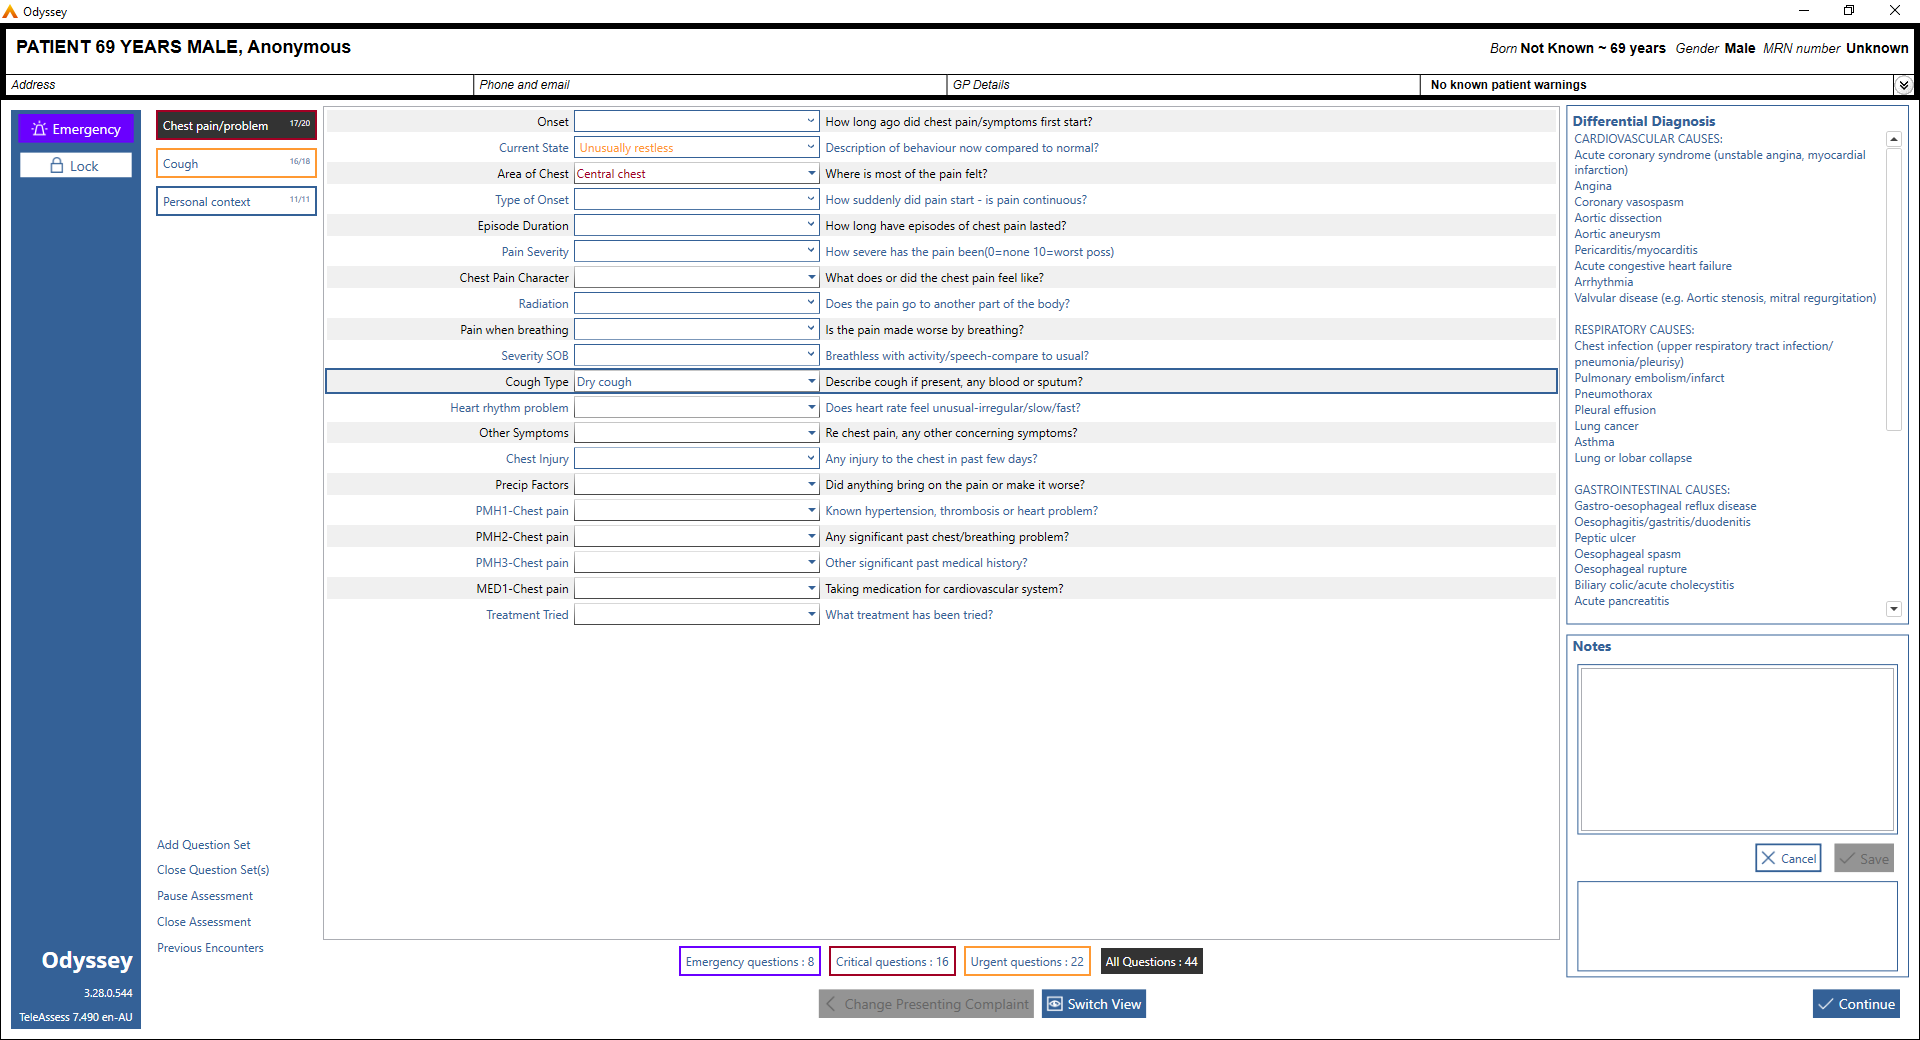 Odyssey
PATIENT 69 YEARS MALE, Anonymous
Born Not Known ~ 69 years Gender Male MRN number Unknown
Address
Phone and email
GP Details
No known patient warnings
Emergency
Lock
Chest pain/problem 17/20
Cough 16/18
Personal context 11/11
Onset How long ago did chest pain/symptoms first start?
Current State Unusually restless Description of behaviour now compared to normal?
Area of Chest Central chest Where is most of the pain felt?
Type of Onset How suddenly did pain start - is pain continuous?
Episode Duration How long have episodes of chest pain lasted?
Pain Severity How severe has the pain been(0=none 10=worst poss)
Chest Pain Character What does or did the chest pain feel like?
Radiation Does the pain go to another part of the body?
Pain when breathing Is the pain made worse by breathing?
Severity SOB Breathless with activity/speech-compare to usual?
Cough Type Dry cough Describe cough if present, any blood or sputum?
Heart rhythm problem Does heart rate feel unusual-irregular/slow/fast?
Other Symptoms Re chest pain, any other concerning symptoms?
Chest Injury Any injury to the chest in past few days?
Precip Factors Did anything bring on the pain or make it worse?
PMH1-Chest pain Known hypertension, thrombosis or heart problem?
PMH2-Chest pain Any significant past chest/breathing problem?
PMH3-Chest pain Other significant past medical history?
MED1-Chest pain Taking medication for cardiovascular system?
Treatment Tried What treatment has been tried?
Differential Diagnosis
CARDIOVASCULAR CAUSES:
Acute coronary syndrome (unstable angina, myocardial
infarction)
Angina
Coronary vasospasm
Aortic dissection
Aortic aneurysm
Pericarditis/myocarditis
Acute congestive heart failure
Arrhythmia
Valvular disease (e.g. Aortic stenosis, mitral regurgitation)
RESPIRATORY CAUSES:
Chest infection (upper respiratory tract infection/
pneumonia/pleurisy)
Pulmonary embolism/infarct
Pneumothorax
Pleural effusion
Lung cancer
Asthma
Lung or lobar collapse
GASTROINTESTINAL CAUSES:
Gastro-oesophageal reflux disease
Oesophagitis/gastritis/duodenitis
Peptic ulcer
Oesophageal spasm
Oesophageal rupture
Biliary colic/acute cholecystitis
Acute pancreatitis
Notes
Cancel
Save
Add Question Set
Close Question Set(s)
Pause Assessment
Close Assessment
Previous Encounters
Odyssey
3.28.0.544
TeleAssess 7.490 en-AU
Emergency questions : 8
Critical questions : 16
Urgent questions : 22
All Questions : 44
Change Presenting Complaint
Switch View
Continue